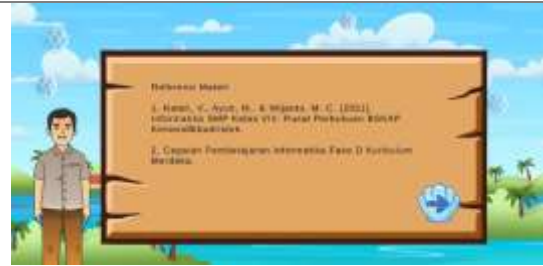 Referensi Materi
1. V., Ayub, M., & Wijanto, M. C. (2021).
Informatika SMP Kelas VII. Pusat Perbukuan BSKAP
Kemendikbudristek.
2. Capaian Pembelajaran Informatika Fase D Kurikulum
Merdeka.